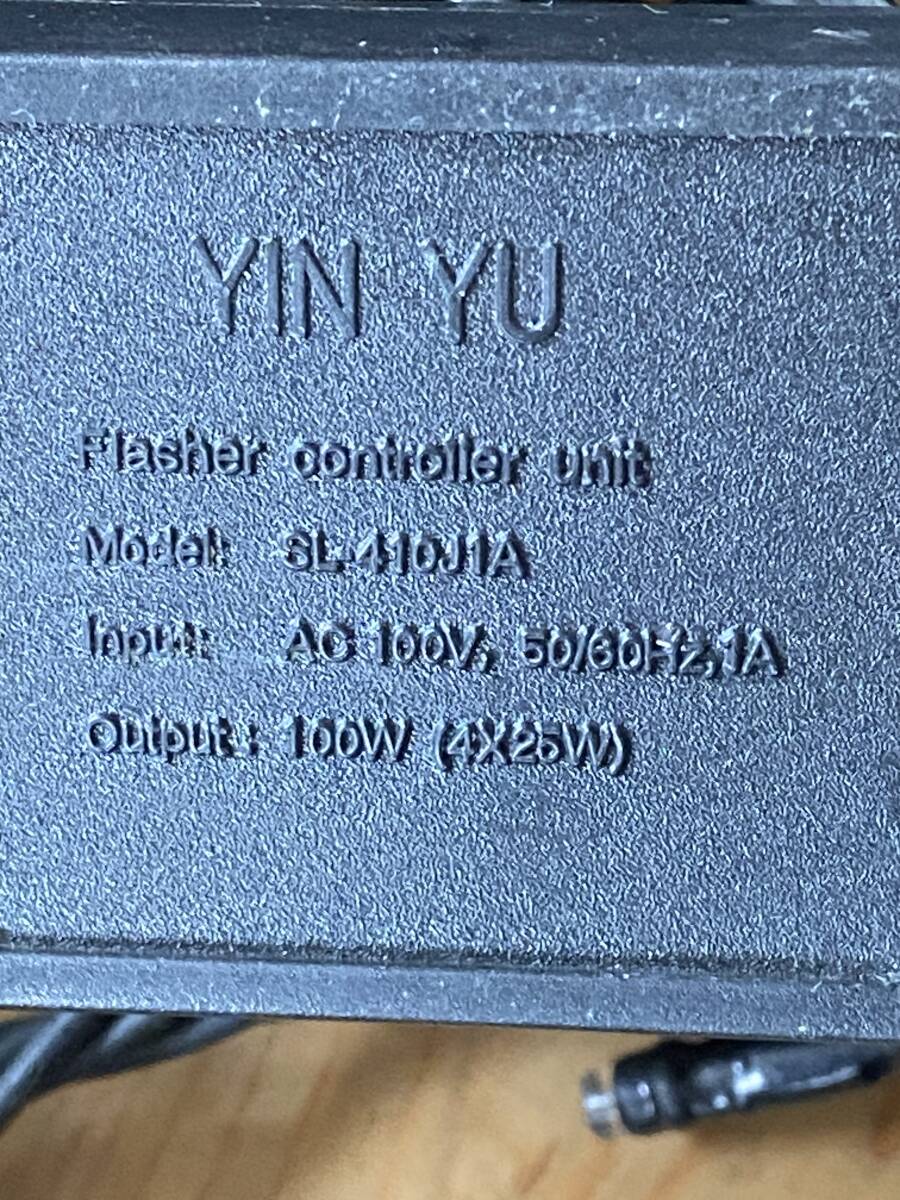 YIN YU
Flasher controller unit
Model: SL-410J1A
Input: AC 100V, 50/60Hz,1A
Output: 100W (4X25W)